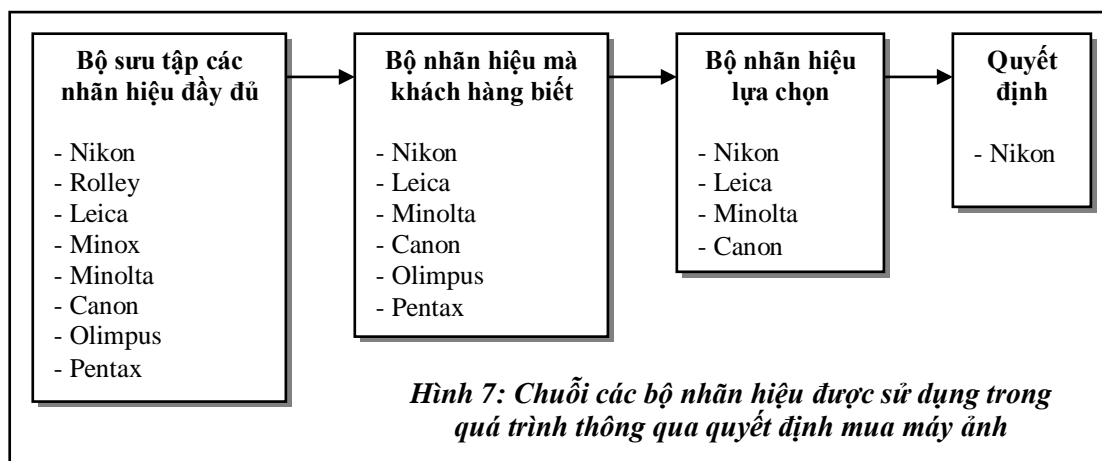 Bộ sưu tập các
nhãn hiệu đầy đủ
- Nikon
- Rolley
- Leica
- Minox
- Minolta
- Canon
- Olimpus
- Pentax
Bộ nhãn hiệu mà
khách hàng biết
- Nikon
- Leica
- Minolta
- Canon
- Olimpus
- Pentax
Bộ nhãn hiệu
lựa chọn
- Nikon
- Leica
- Minolta
- Canon
Quyết
định
- Nikon
Hình 7: Chuỗi các bộ nhãn hiệu được sử dụng trong
quá trình thông qua quyết định mua máy ảnh